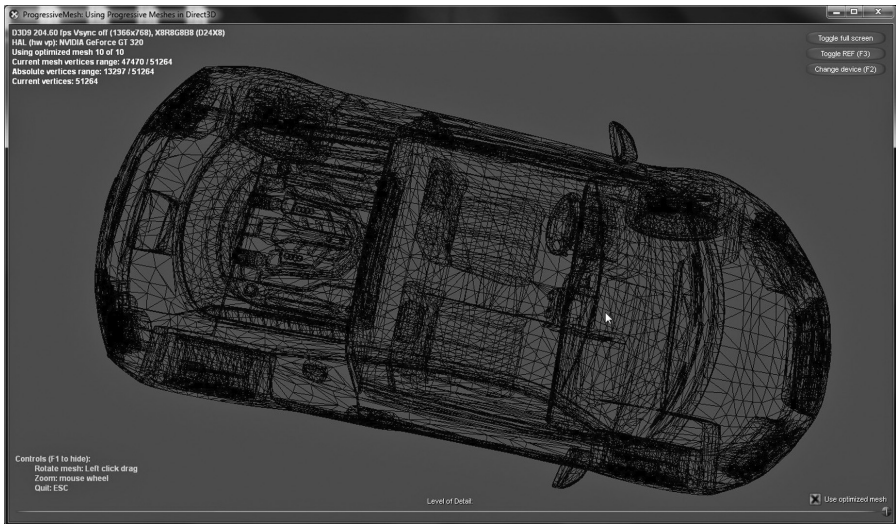 ProgressiveMesh: Using Progressive Meshes in Direct3D
D3D9 204.60 fps Vsync off (1366x768), X8R8G8B8 (D24X8)
HAL (hw vp): NVIDIA GeForce GT 320
Using optimized mesh 10 of 10
Current mesh vertices range: 47470 / 51264
Absolute vertices range: 13297 / 51264
Current vertices: 51264
Toggle full screen
Toggle REF (F3)
Change device (F2)
Controls (F1 to hide):
Rotate mesh: Left click drag
Zoom: mouse wheel
Quit: ESC
Level of Detail:
Use optimized mesh